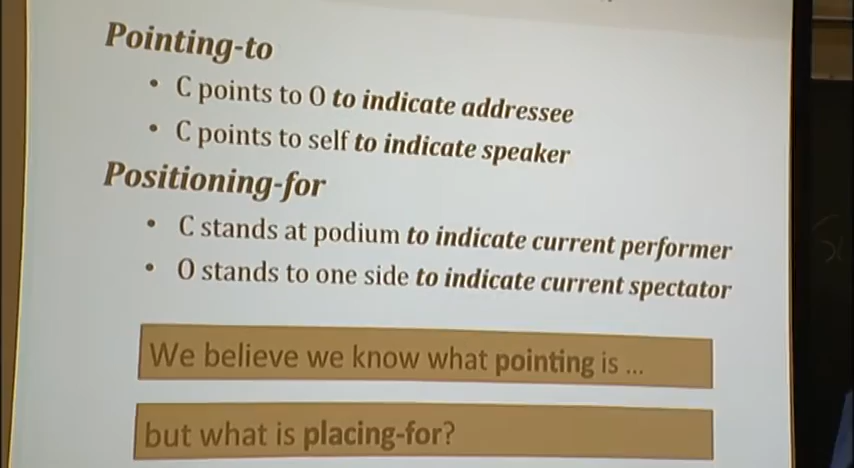 Pointing-to
• C points to O to indicate addressee
• C points to self to indicate speaker
Positioning-for
• C stands at podium to indicate current performer
• O stands to one side to indicate current spectator
We believe we know what pointing is ...
but what is placing-for?